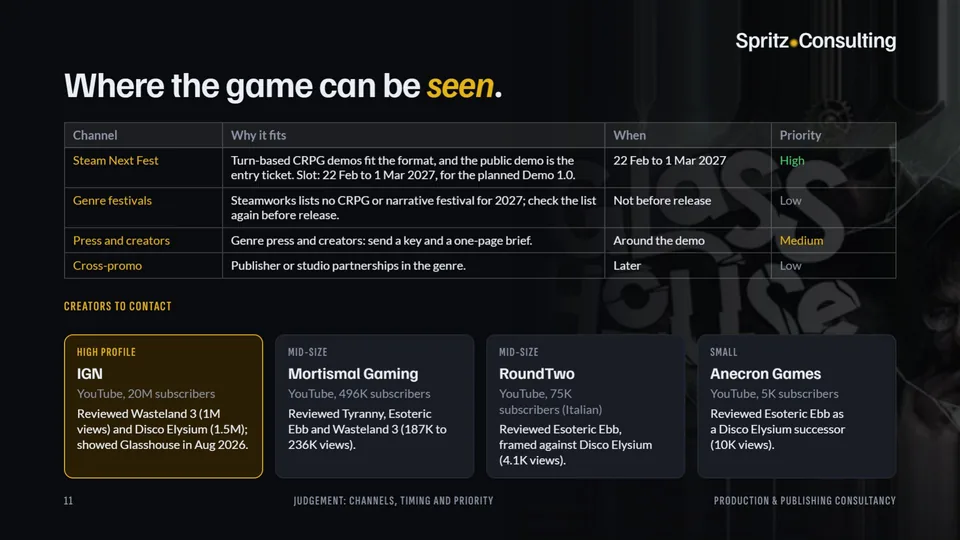 Spritz Consulting
Where the game can be seen.
Channel Why it fits When Priority
Steam Next Fest Turn-based CRPG demos fit the format, and the public demo is the 22 Feb to 1 Mar 2027 High
entry ticket. Slot: 22 Feb to 1 Mar 2027, for the planned Demo 1.0.
Genre festivals Steamworks lists no CRPG or narrative festival for 2027; check the list Not before release Low
again before release.
Press and creators Genre press and creators: send a key and a one-page brief. Around the demo Medium
Cross-promo Publisher or studio partnerships in the genre. Later Low
Glass
House
CREATORS TO CONTACT
HIGH PROFILE
IGN
YouTube, 20M subscribers
Reviewed Wasteland 3 (1M
views) and Disco Elysium (1.5M);
showed Glasshouse in Aug 2026.
MID-SIZE
Mortismal Gaming
YouTube, 496K subscribers
Reviewed Tyranny, Esoteric
Ebb and Wasteland 3 (187K to
236K views).
MID-SIZE
RoundTwo
YouTube, 75K
subscribers (Italian)
Reviewed Esoteric Ebb,
framed against Disco Elysium
(4.1K views).
SMALL
Anecron Games
YouTube, 5K subscribers
Reviewed Esoteric Ebb as
a Disco Elysium successor
(10K views).
11 JUDGEMENT: CHANNELS, TIMING AND PRIORITY PRODUCTION & PUBLISHING CONSULTANCY